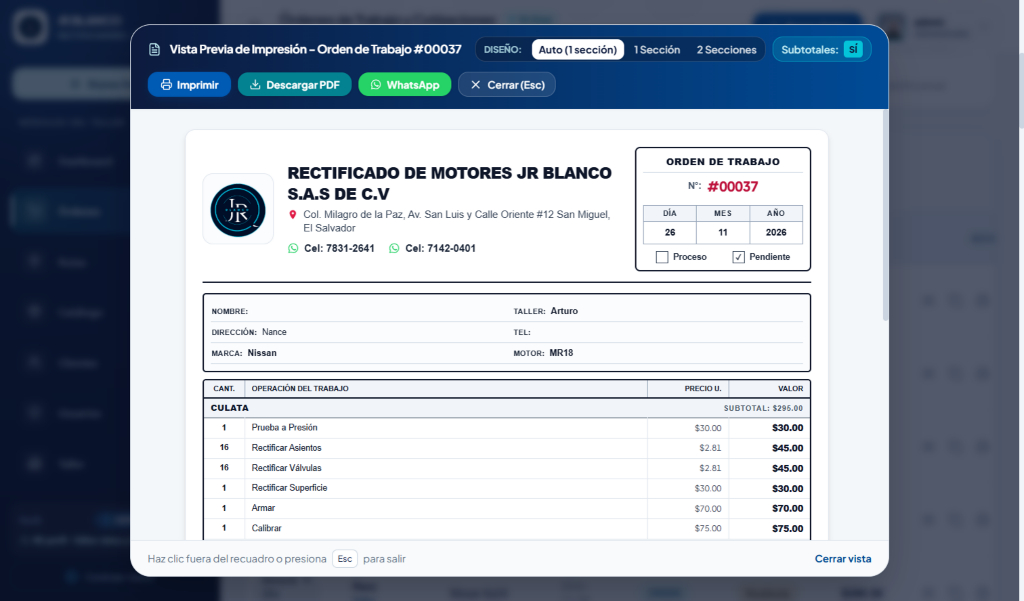 Vista Previa de Impresión – Orden de Trabajo #00037
DISEÑO: Auto (1 sección) 1 Sección 2 Secciones
Subtotales: SÍ
Imprimir Descargar PDF WhatsApp Cerrar (Esc)
JR
RECTIFICADO DE MOTORES JR BLANCO
S.A.S DE C.V
Col. Milagro de la Paz, Av. San Luis y Calle Oriente #12 San Miguel,
El Salvador
Cel: 7831-2641 Cel: 7142-0401
ORDEN DE TRABAJO
N°: #00037
DÍA MES AÑO
26 11 2026
Proceso Pendiente
NOMBRE: TALLER: Arturo
DIRECCIÓN: Nance TEL:
MARCA: Nissan MOTOR: MR18
CANT. OPERACIÓN DEL TRABAJO PRECIO U. VALOR
CULATA SUBTOTAL: $295.00
1 Prueba a Presión $30.00 $30.00
16 Rectificar Asientos $2.81 $45.00
16 Rectificar Válvulas $2.81 $45.00
1 Rectificar Superficie $30.00 $30.00
1 Armar $70.00 $70.00
1 Calibrar $75.00 $75.00
Haz clic fuera del recuadro o presiona Esc para salir
Cerrar vista